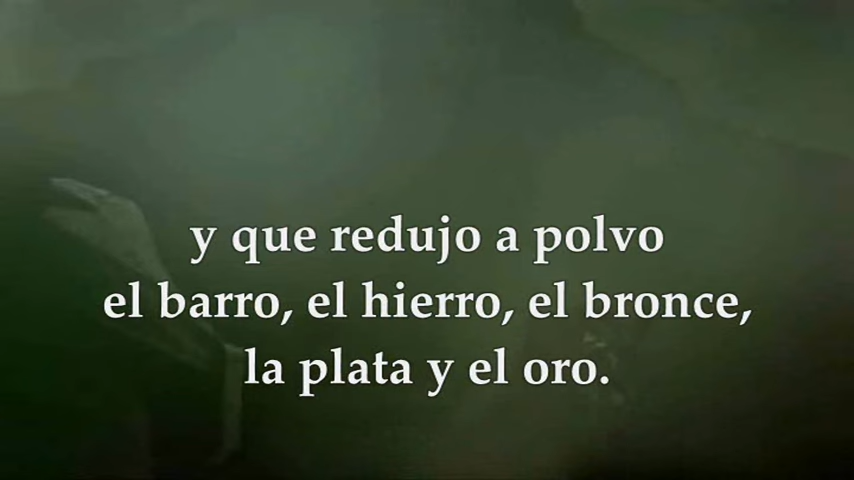 y que redujo a polvo
el barro, el hierro, el bronce,
la plata y el oro.